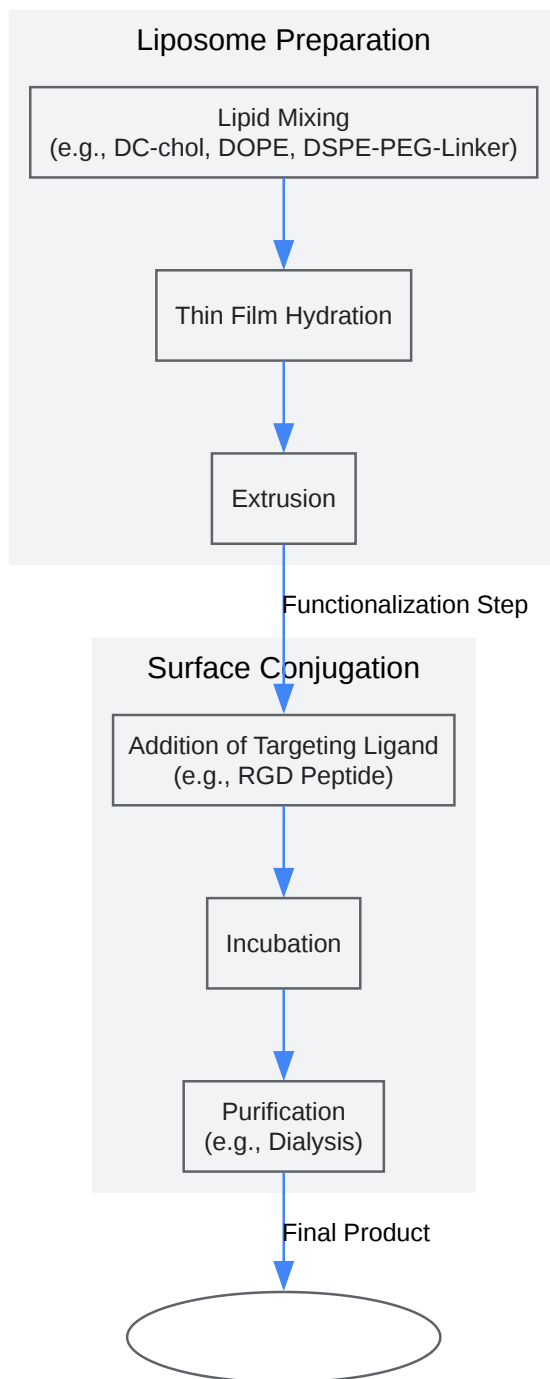 Liposome Preparation
Lipid Mixing
(e.g., DC-chol, DOPE, DSPE-PEG-Linker)
Thin Film Hydration
Extrusion
Functionalization Step
Surface Conjugation
Addition of Targeting Ligand
(e.g., RGD Peptide)
Incubation
Purification
(e.g., Dialysis)
Final Product